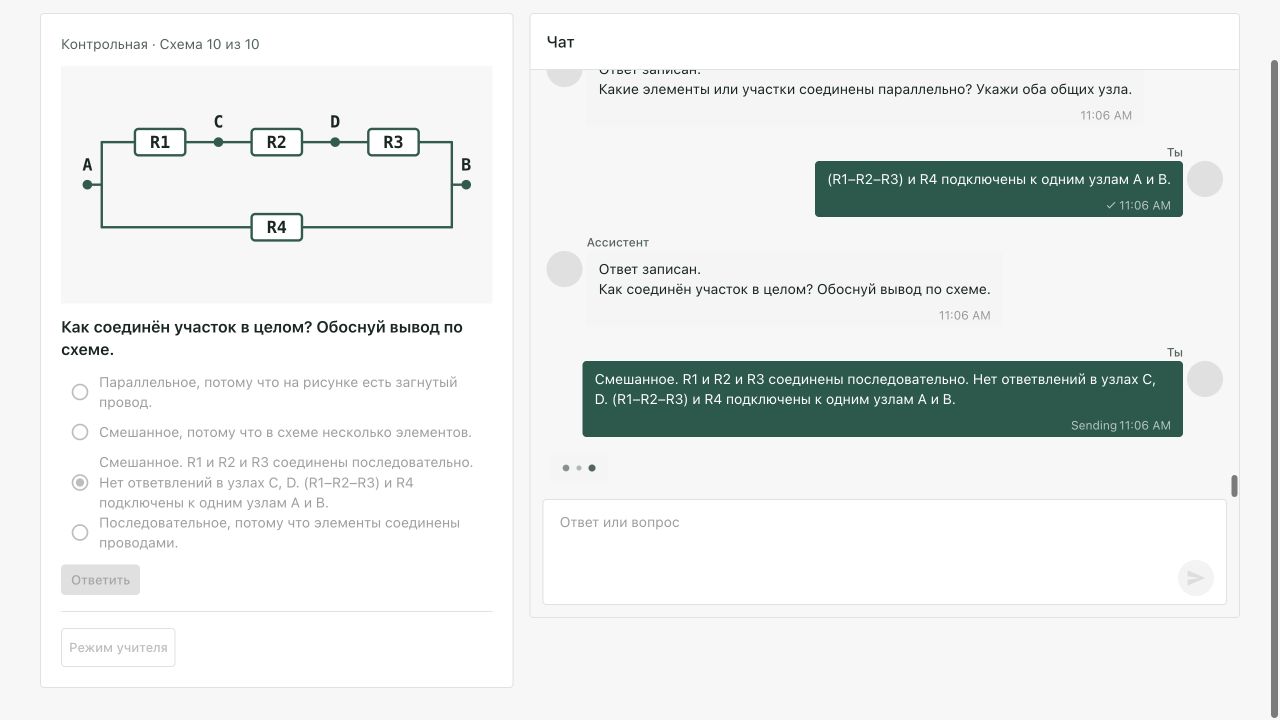 Контрольная · Схема 10 из 10
C
D
R1
R2
R3
A
B
R4
Как соединён участок в целом? Обоснуй вывод по
схеме.
Параллельное, потому что на рисунке есть загнутый
провод.
Смешанное, потому что в схеме несколько элементов.
Смешанное. R1 и R2 и R3 соединены последовательно.
Нет ответвлений в узлах C, D. (R1–R2–R3) и R4
подключены к одним узлам A и B.
Последовательное, потому что элементы соединены
проводами.
Ответить
Режим учителя
Чат
Ответ записан.
Какие элементы или участки соединены параллельно? Укажи оба общих узла.
11:06 AM
Ты
(R1–R2–R3) и R4 подключены к одним узлам A и B.
✓ 11:06 AM
Ассистент
Ответ записан.
Как соединён участок в целом? Обоснуй вывод по схеме.
11:06 AM
Ты
Смешанное. R1 и R2 и R3 соединены последовательно. Нет ответвлений в узлах C,
D. (R1–R2–R3) и R4 подключены к одним узлам A и B.
Sending 11:06 AM
Ответ или вопрос